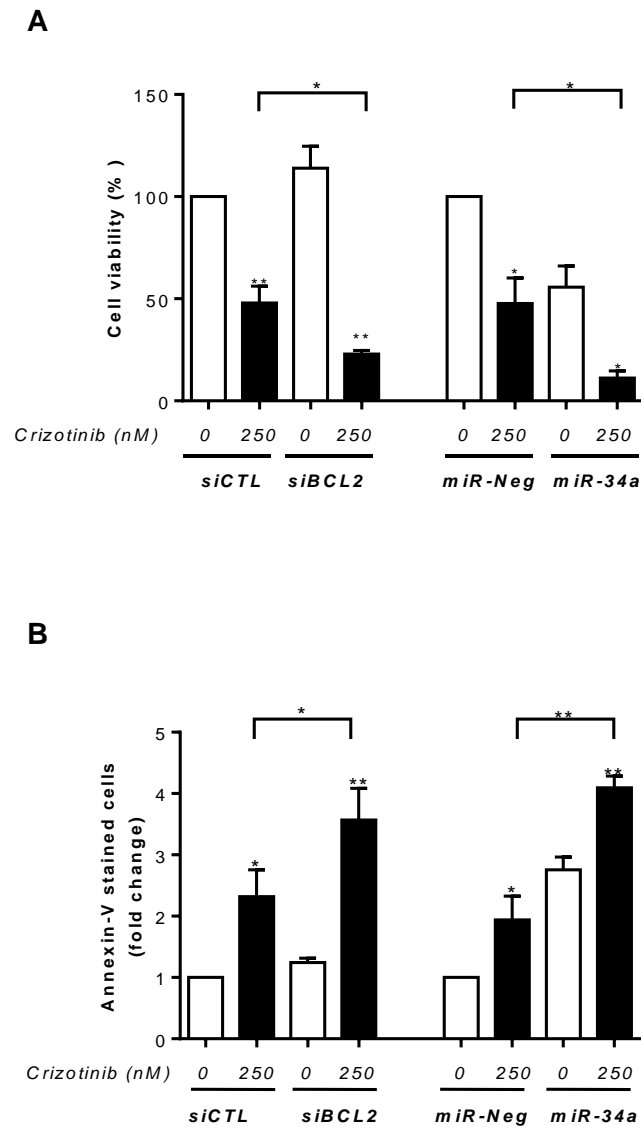 A
* *
150
100
50
0
Cell viability (% )
** ** * *
Crizotinib (nM) 0 250 0 250 0 250 0 250
siCTL siBCL2 miR-Neg miR-34a
B
* **
5
4
3
2
1
0
Annexin-V stained cells
(fold change)
* ** * **
Crizotinib (nM) 0 250 0 250 0 250 0 250
siCTL siBCL2 miR-Neg miR-34a